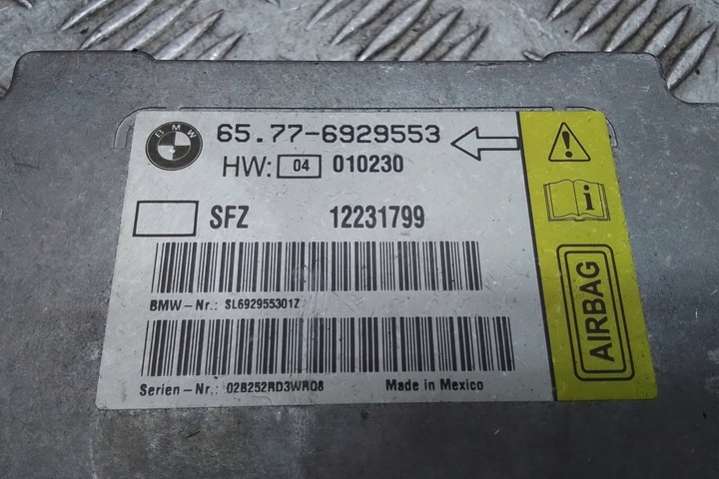 BMW 65.77-6929553
HW: 04 010230
SFZ 12231799
BMW-Nr.: SL692955301Z
Serien-Nr.: 028252RD3WR08 Made in Mexico
i
AIRBAG